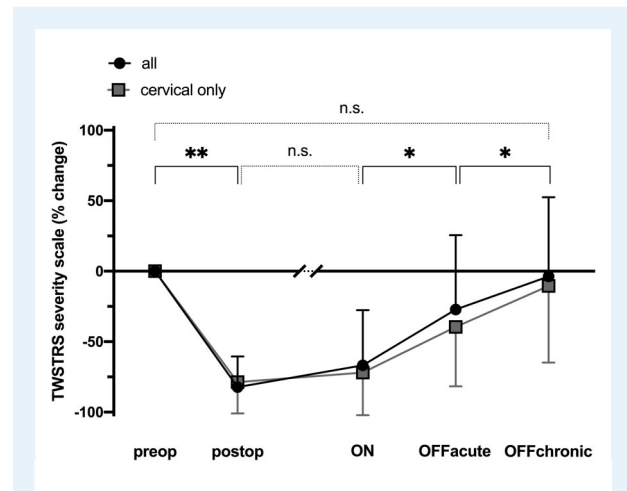 all
cervical only
n.s.
** n.s. * *
TWSTRS severity scale (% change)
100
50
0
-50
-100
preop postop ON OFFacute OFFchronic